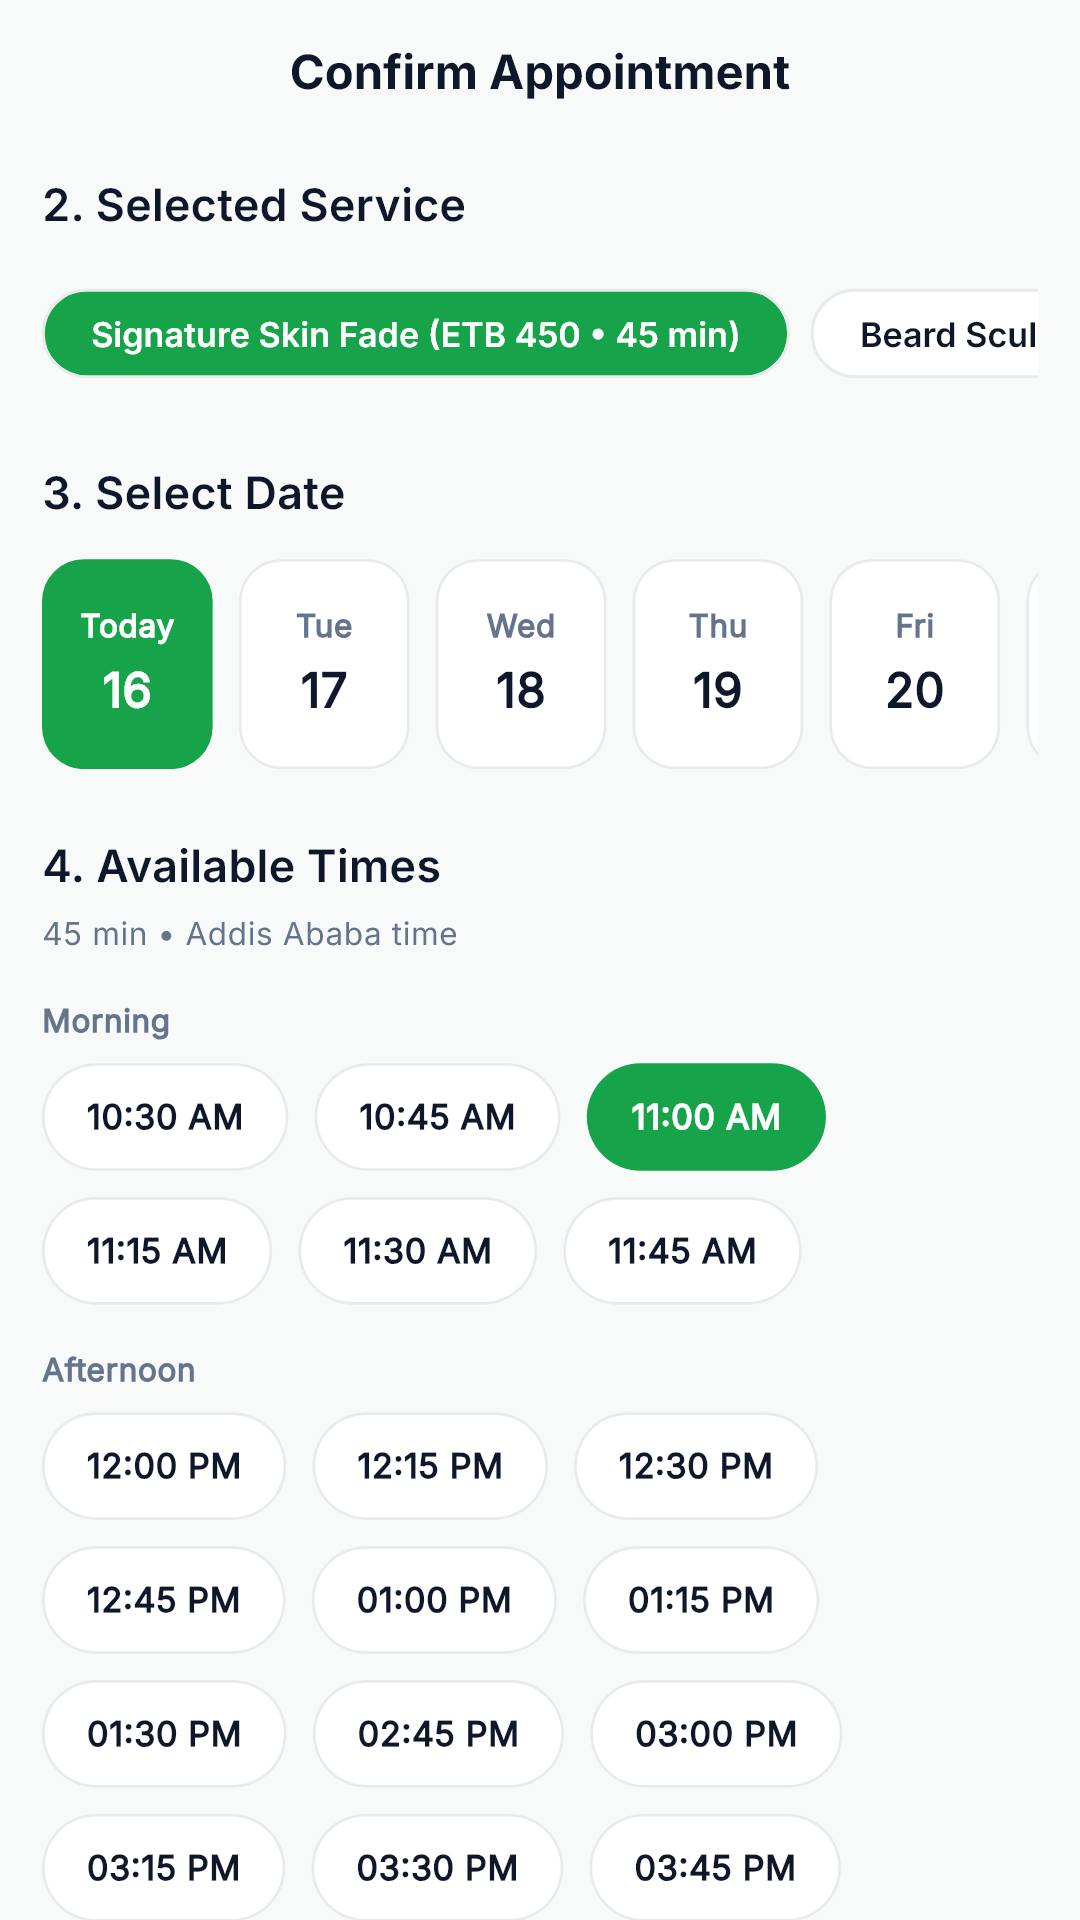 Confirm Appointment
2. Selected Service
Signature Skin Fade (ETB 450 • 45 min) Beard Scul
3. Select Date
Today Tue Wed Thu Fri
16 17 18 19 20
4. Available Times
45 min • Addis Ababa time
Morning
10:30 AM 10:45 AM 11:00 AM
11:15 AM 11:30 AM 11:45 AM
Afternoon
12:00 PM 12:15 PM 12:30 PM
12:45 PM 01:00 PM 01:15 PM
01:30 PM 02:45 PM 03:00 PM
03:15 PM 03:30 PM 03:45 PM